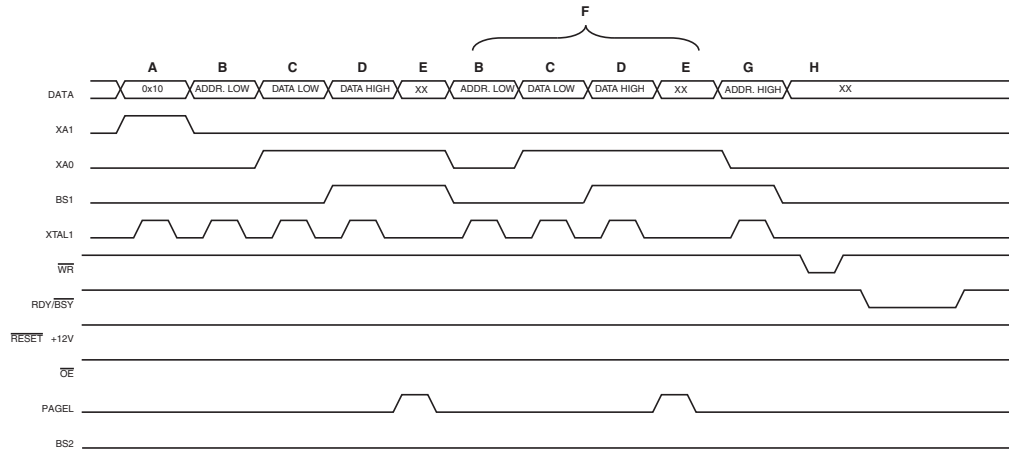 F
A B C D E B C D E G H
DATA 0x10 ADDR. LOW DATA LOW DATA HIGH XX ADDR. LOW DATA LOW DATA HIGH XX ADDR. HIGH XX
XA1
XA0
BS1
XTAL1
WR
RDY/BSY
RESET +12V
OE
PAGEL
BS2